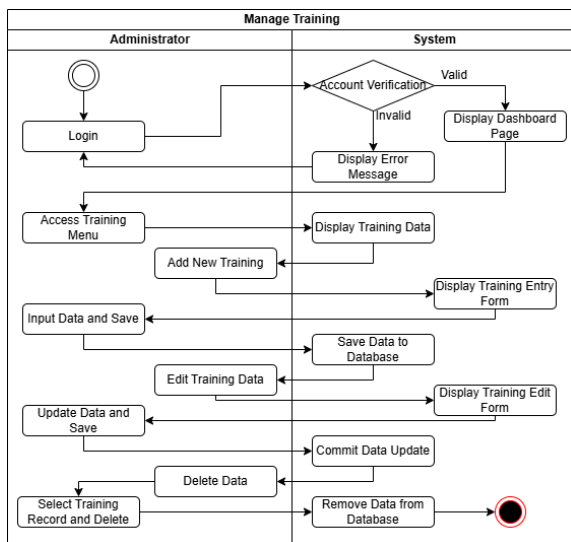 Manage Training
Administrator
System
Account Verification
Valid
Invalid
Login
Display Dashboard
Page
Display Error
Message
Access Training
Menu
Display Training Data
Add New Training
Display Training Entry
Form
Input Data and Save
Save Data to
Database
Edit Training Data
Display Training Edit
Form
Update Data and
Save
Commit Data Update
Delete Data
Select Training
Record and Delete
Remove Data from
Database